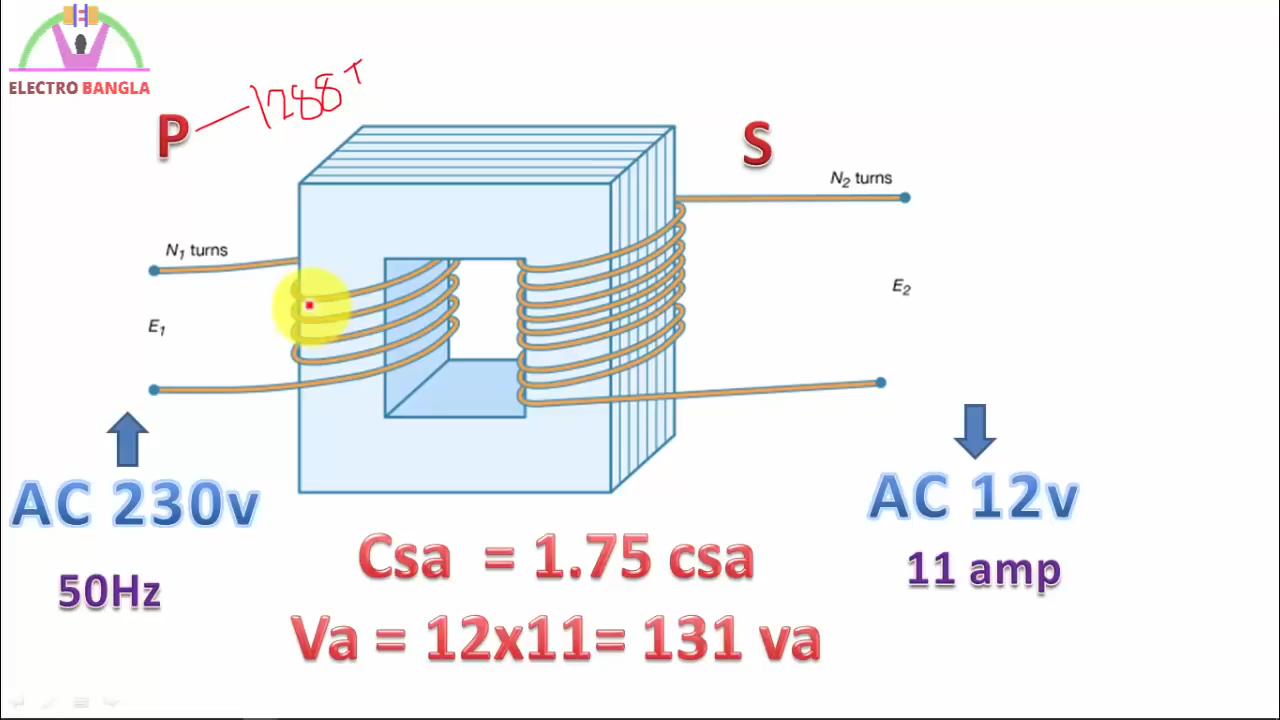 ELECTRO BANGLA
P
1288 T
S
N2 turns
N1 turns
E2
E1
AC 230v
AC 12v
50Hz
11 amp
Csa = 1.75 csa
Va = 12x11= 131 va